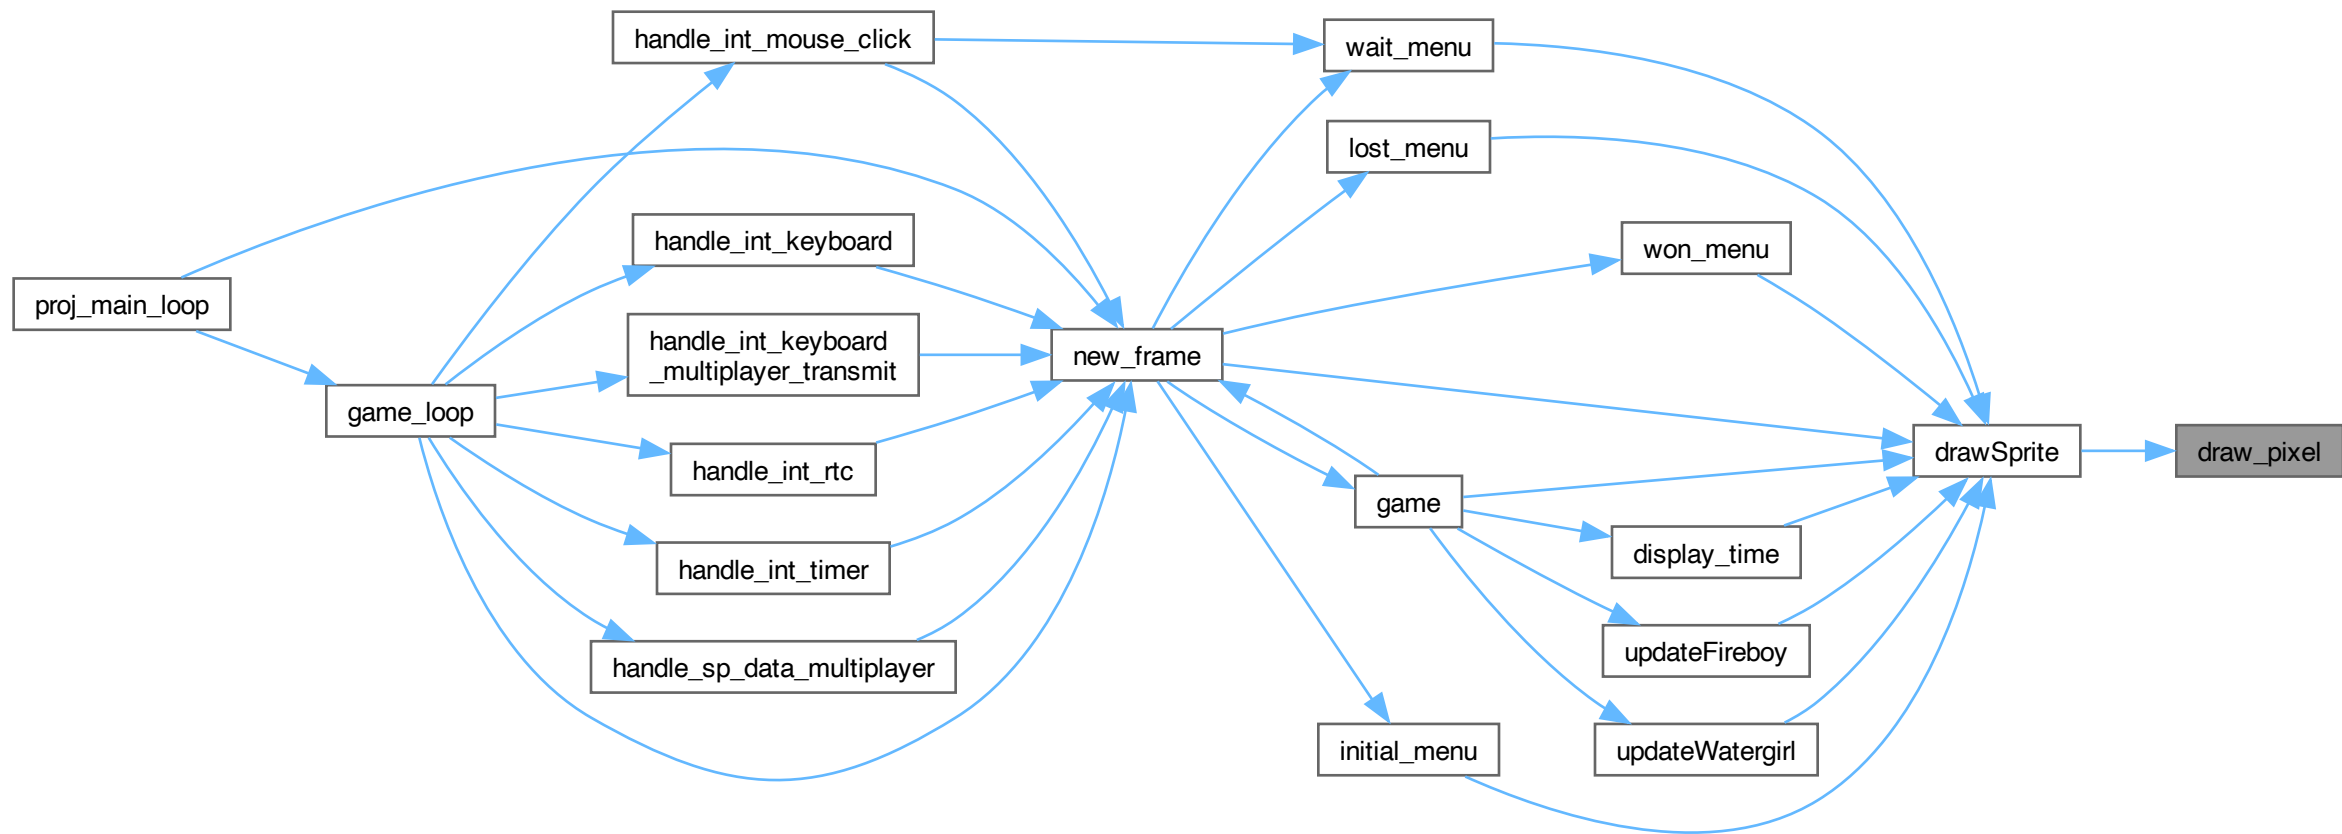 handle_int_mouse_click
wait_menu
lost_menu
handle_int_keyboard
won_menu
proj_main_loop
handle_int_keyboard
_multiplayer_transmit
new_frame
game_loop
drawSprite
draw_pixel
handle_int_rtc
game
display_time
handle_int_timer
updateFireboy
handle_sp_data_multiplayer
initial_menu
updateWatergirl